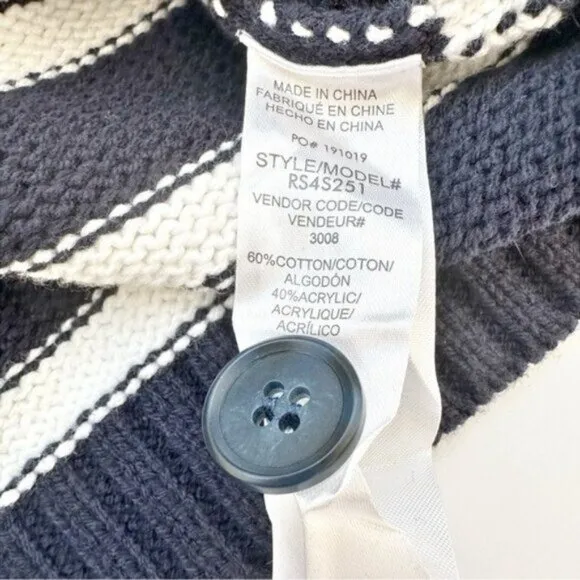 MADE IN CHINA
FABRIQUÉ EN CHINE
HECHO EN CHINA
PO# 191019
STYLE/MODEL#
RS4S251
VENDOR CODE/CODE
VENDEUR#
3008
60%COTTON/COTON/
ALGODÓN
40%ACRYLIC/
ACRYLIQUE/
ACRÍLICO